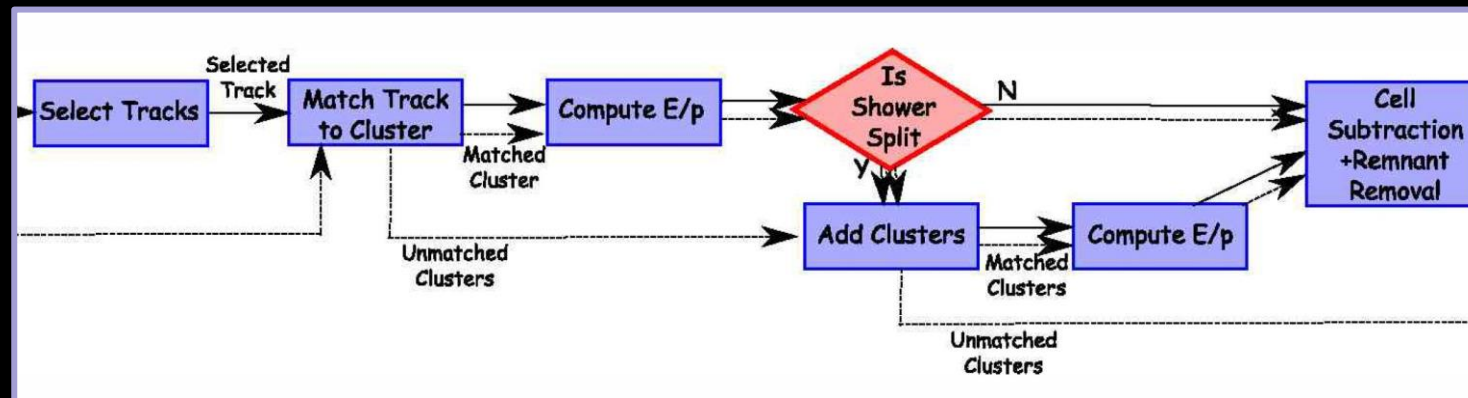 Select Tracks
Selected
Track
Match Track
to Cluster
Matched
Cluster
Unmatched
Clusters
Compute E/p
Is
Shower
Split
N
Y
Add Clusters
Matched
Clusters
Unmatched
Clusters
Compute E/p
Cell
Subtraction
+Remnant
Removal